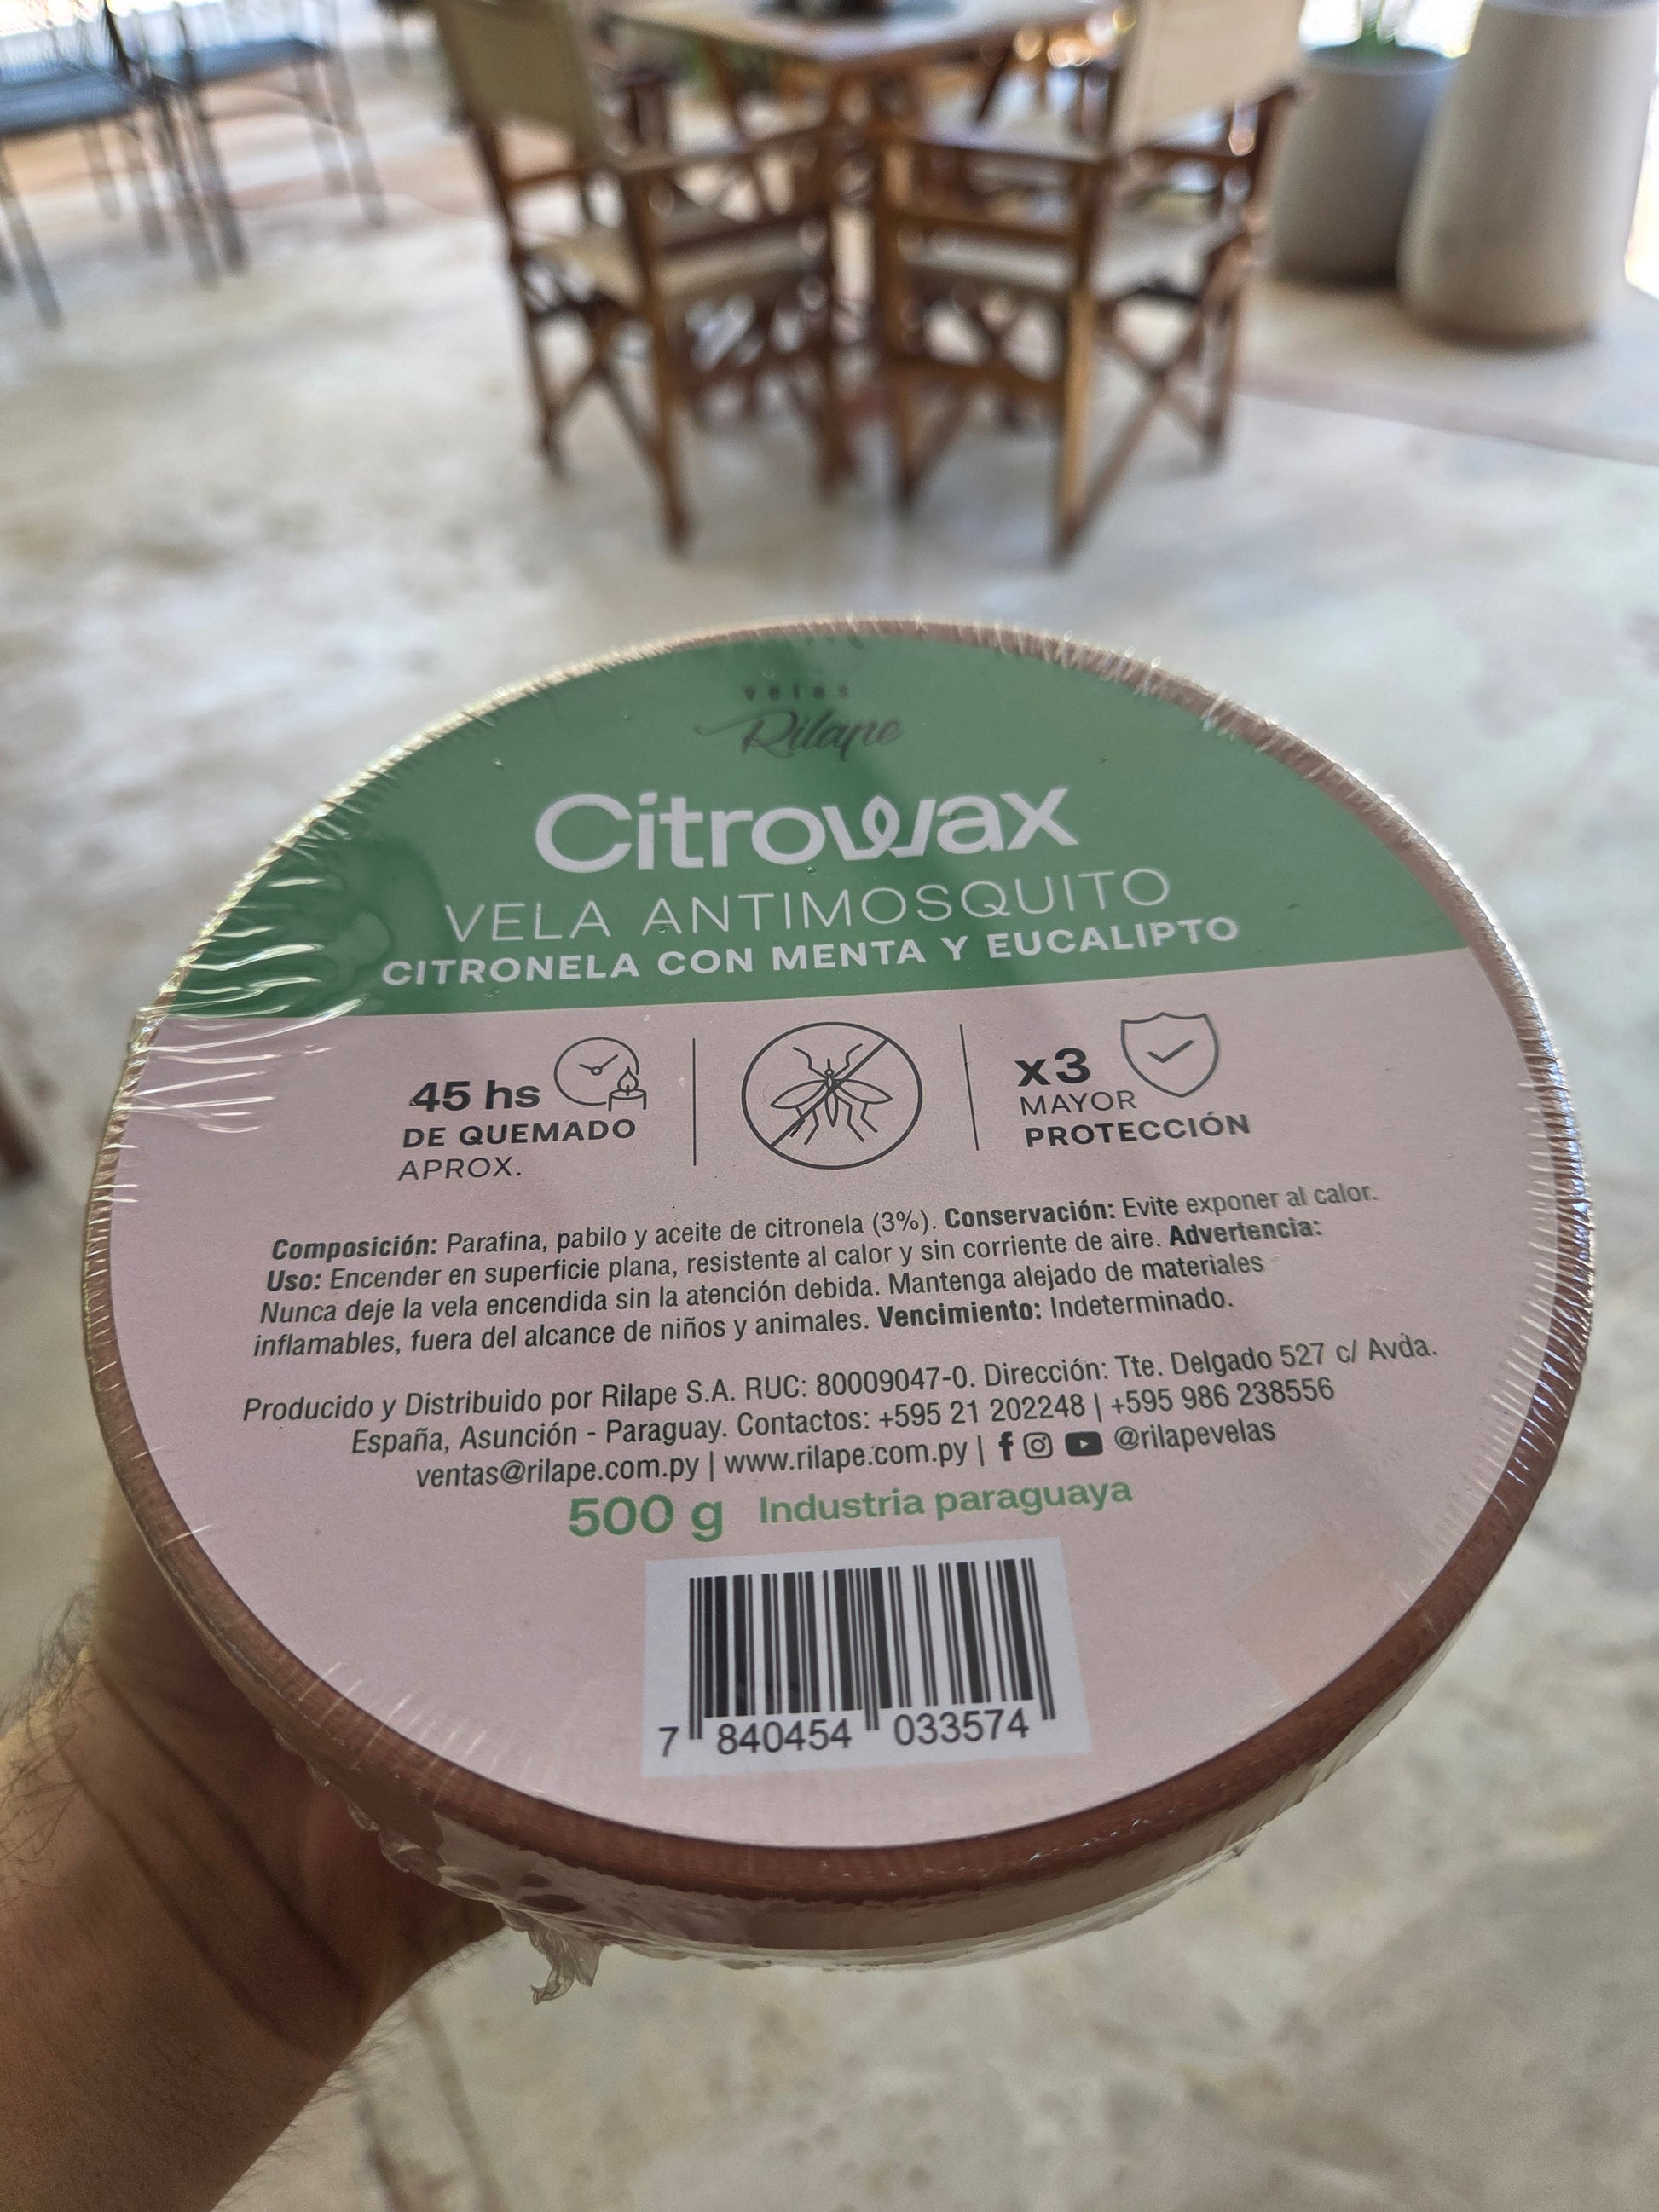 velas
Rilape
Citrowax
VELA ANTIMOSQUITO
CITRONELA CON MENTA Y EUCALIPTO
45 hs
DE QUEMADO
APROX.
x3
MAYOR
PROTECCIÓN
Composición: Parafina, pabilo y aceite de citronela (3%). Conservación: Evite exponer al calor.
Uso: Encender en superficie plana, resistente al calor y sin corriente de aire. Advertencia:
Nunca deje la vela encendida sin la atención debida. Mantenga alejado de materiales
inflamables, fuera del alcance de niños y animales. Vencimiento: Indeterminado.
Producido y Distribuido por Rilape S.A. RUC: 80009047-0. Dirección: Tte. Delgado 527 c/ Avda.
España, Asunción - Paraguay. Contactos: +595 21 202248 | +595 986 238556
ventas@rilape.com.py | www.rilape.com.py | @rilapevelas
500 g Industria paraguaya
7 840454 033574